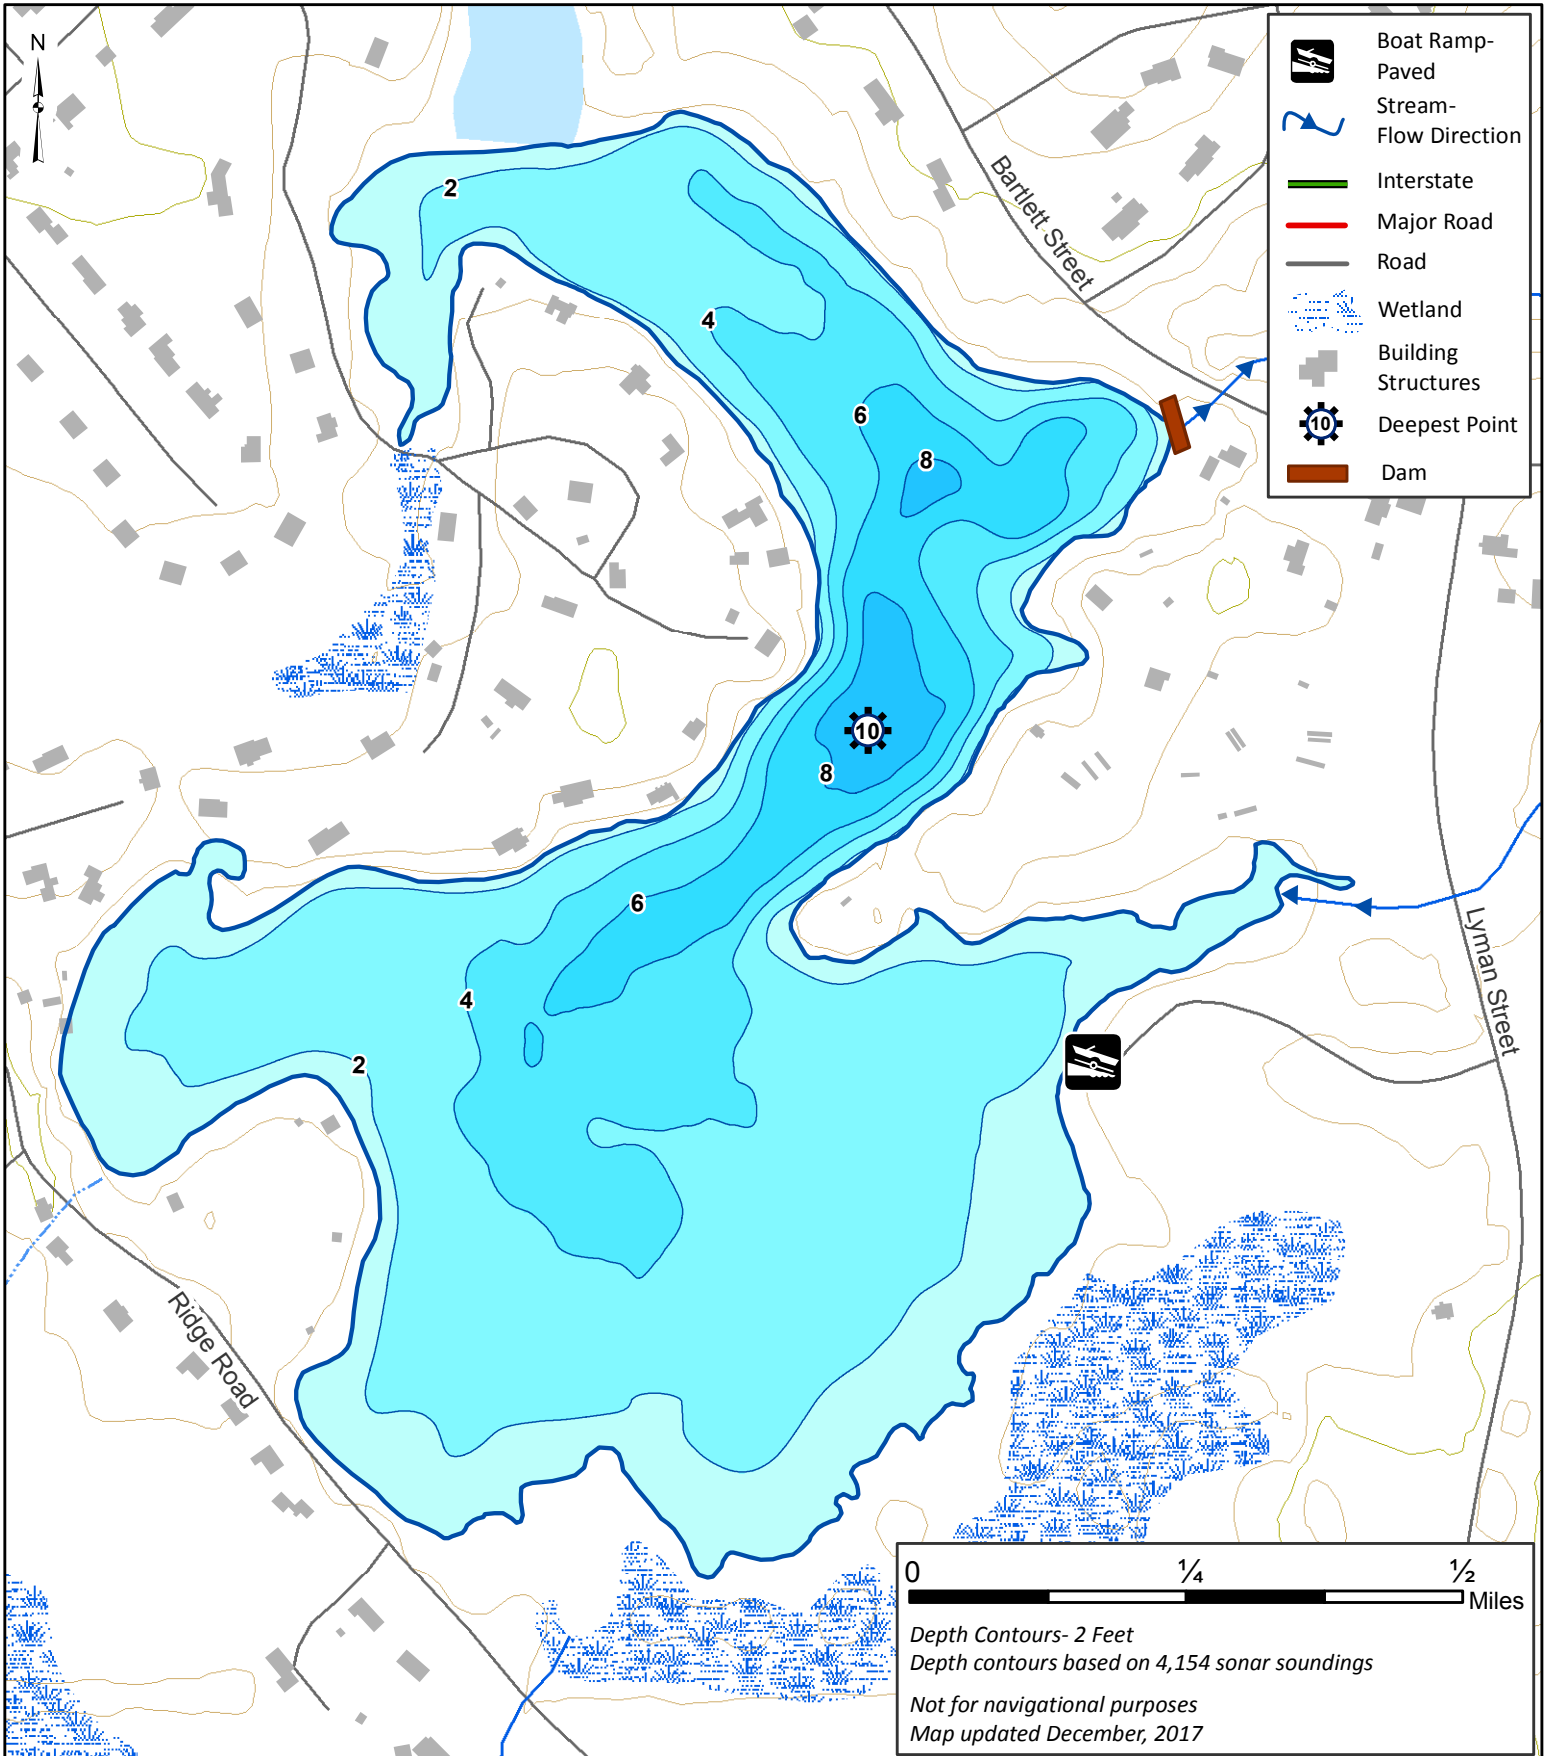 N
Boat Ramp-
Paved
Stream-
Flow Direction
Interstate
Major Road
Road
Wetland
Building
Structures
10
Deepest Point
Dam
2
Bartlett Street
4
6
8
10
8
6
4
2
Lyman Street
Ridge Road
0 ¼ ½
Miles
Depth Contours- 2 Feet
Depth contours based on 4,154 sonar soundings
Not for navigational purposes
Map updated December, 2017